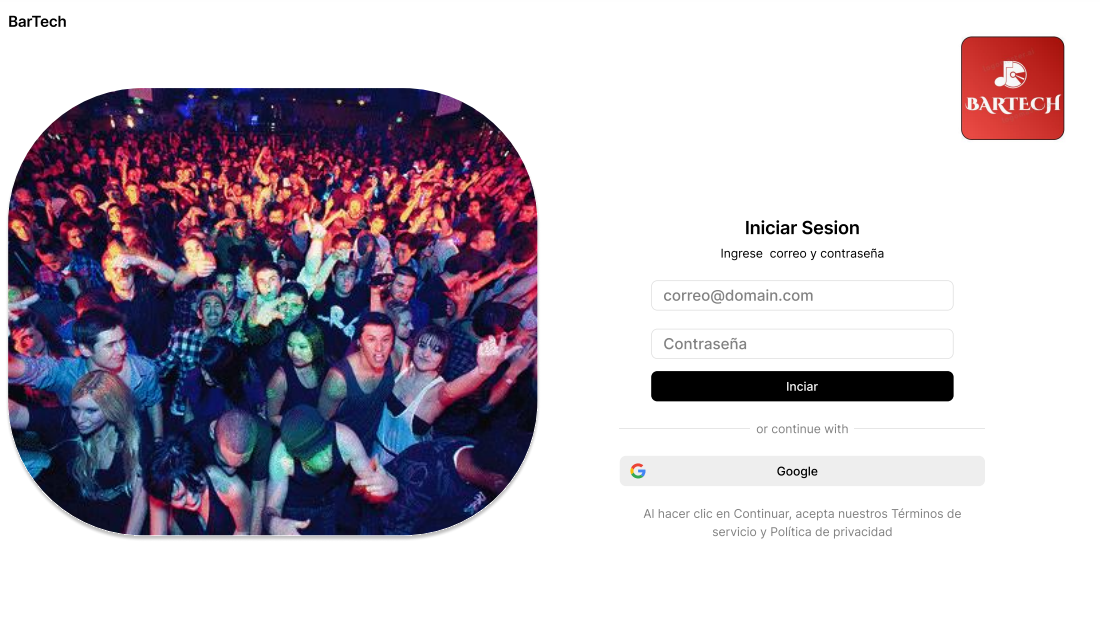 BarTech
BARTECH
Iniciar Sesion
Ingrese  correo y contraseña
correo@domain.com
Contraseña
Inciar
or continue with
Google
Al hacer clic en Continuar, acepta nuestros Términos de
servicio y Política de privacidad